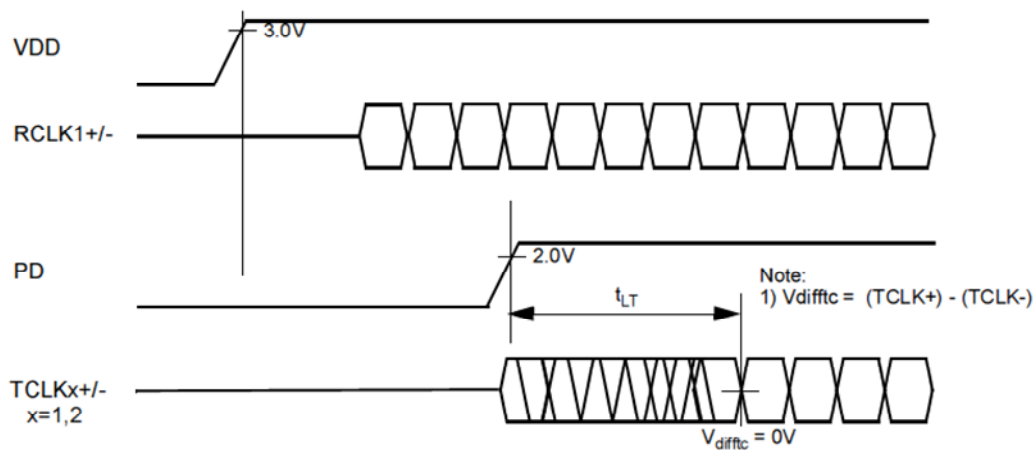 VDD
3.0V
RCLK1+/-
PD
2.0V
Note:
1) Vdifftc = (TCLK+) - (TCLK-)
tLT
TCLKx+/-
x=1,2
Vdifftc = 0V